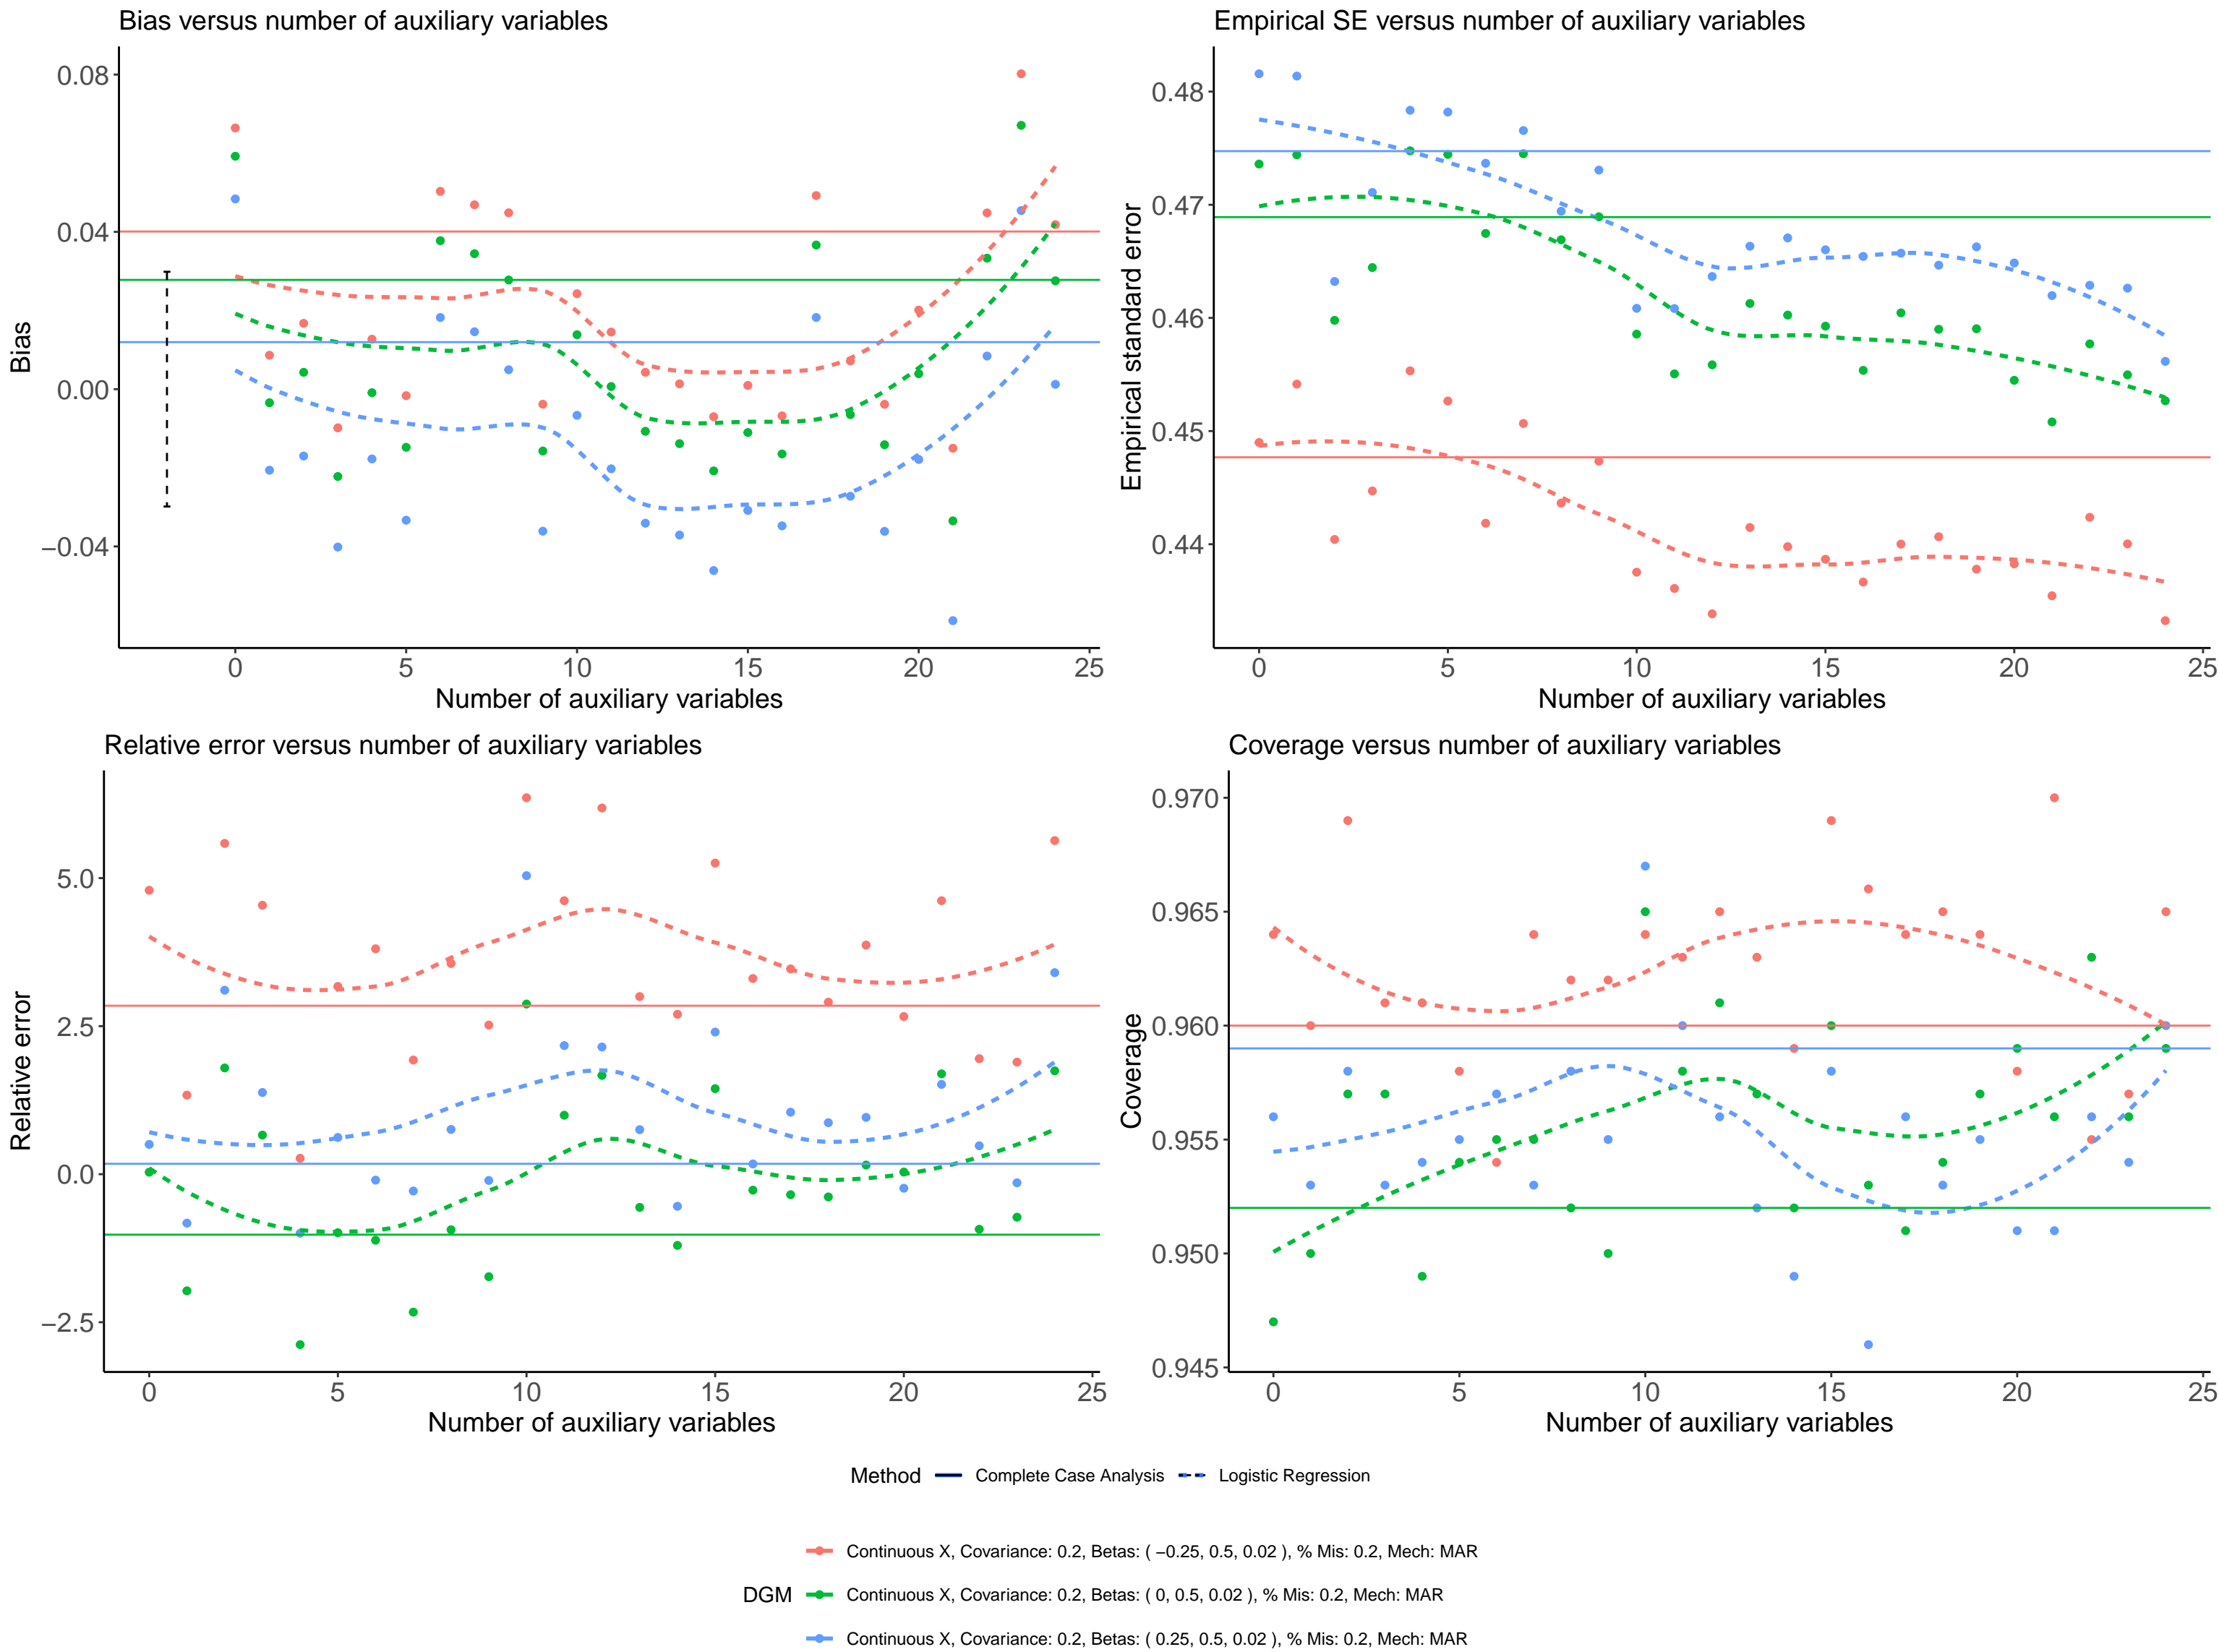 Bias versus number of auxiliary variables
0.08
0.04
0.00
−0.04
Bias
0 5 10 15 20 25
Number of auxiliary variables
Empirical SE versus number of auxiliary variables
0.48
0.47
0.46
0.45
0.44
Empirical standard error
0 5 10 15 20 25
Number of auxiliary variables
Relative error versus number of auxiliary variables
5.0
2.5
0.0
−2.5
Relative error
0 5 10 15 20 25
Number of auxiliary variables
Coverage versus number of auxiliary variables
0.970
0.965
0.960
0.955
0.950
0.945
Coverage
0 5 10 15 20 25
Number of auxiliary variables
Method Complete Case Analysis Logistic Regression
Continuous X, Covariance: 0.2, Betas: ( −0.25, 0.5, 0.02 ), % Mis: 0.2, Mech: MAR
DGM Continuous X, Covariance: 0.2, Betas: ( 0, 0.5, 0.02 ), % Mis: 0.2, Mech: MAR
Continuous X, Covariance: 0.2, Betas: ( 0.25, 0.5, 0.02 ), % Mis: 0.2, Mech: MAR